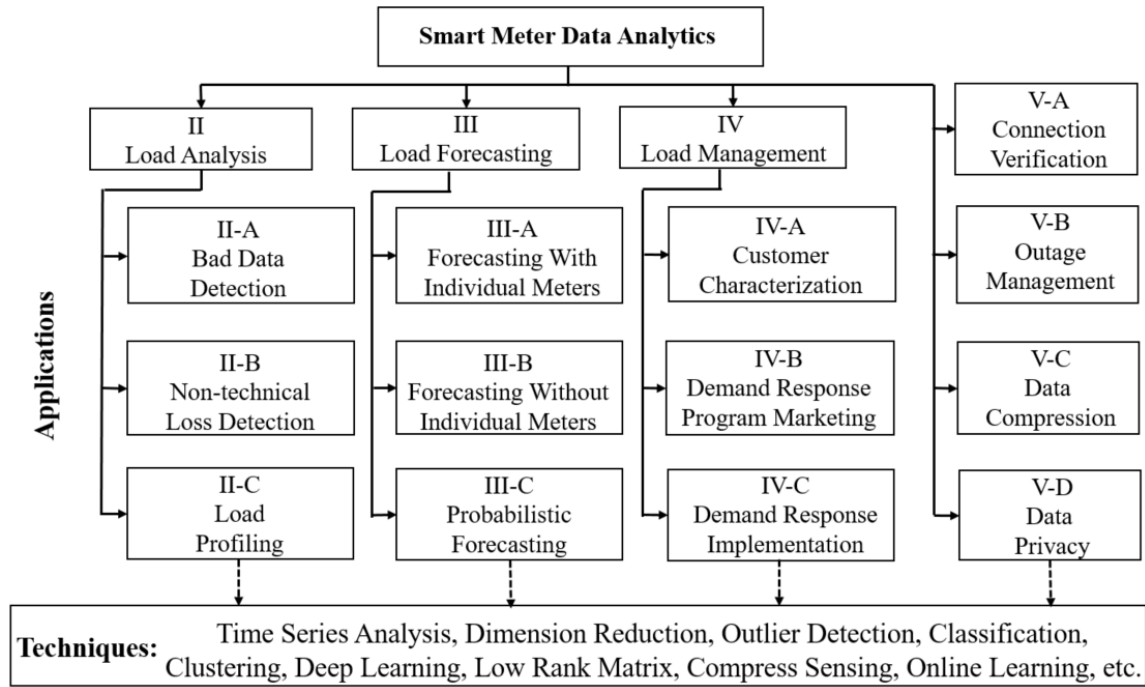 Smart Meter Data Analytics
II
Load Analysis
III
Load Forecasting
IV
Load Management
V-A
Connection
Verification
II-A
Bad Data
Detection
III-A
Forecasting With
Individual Meters
IV-A
Customer
Characterization
V-B
Outage
Management
Applications
II-B
Non-technical
Loss Detection
III-B
Forecasting Without
Individual Meters
IV-B
Demand Response
Program Marketing
V-C
Data
Compression
II-C
Load
Profiling
III-C
Probabilistic
Forecasting
IV-C
Demand Response
Implementation
V-D
Data
Privacy
Techniques: Time Series Analysis, Dimension Reduction, Outlier Detection, Classification,
Clustering, Deep Learning, Low Rank Matrix, Compress Sensing, Online Learning, etc.